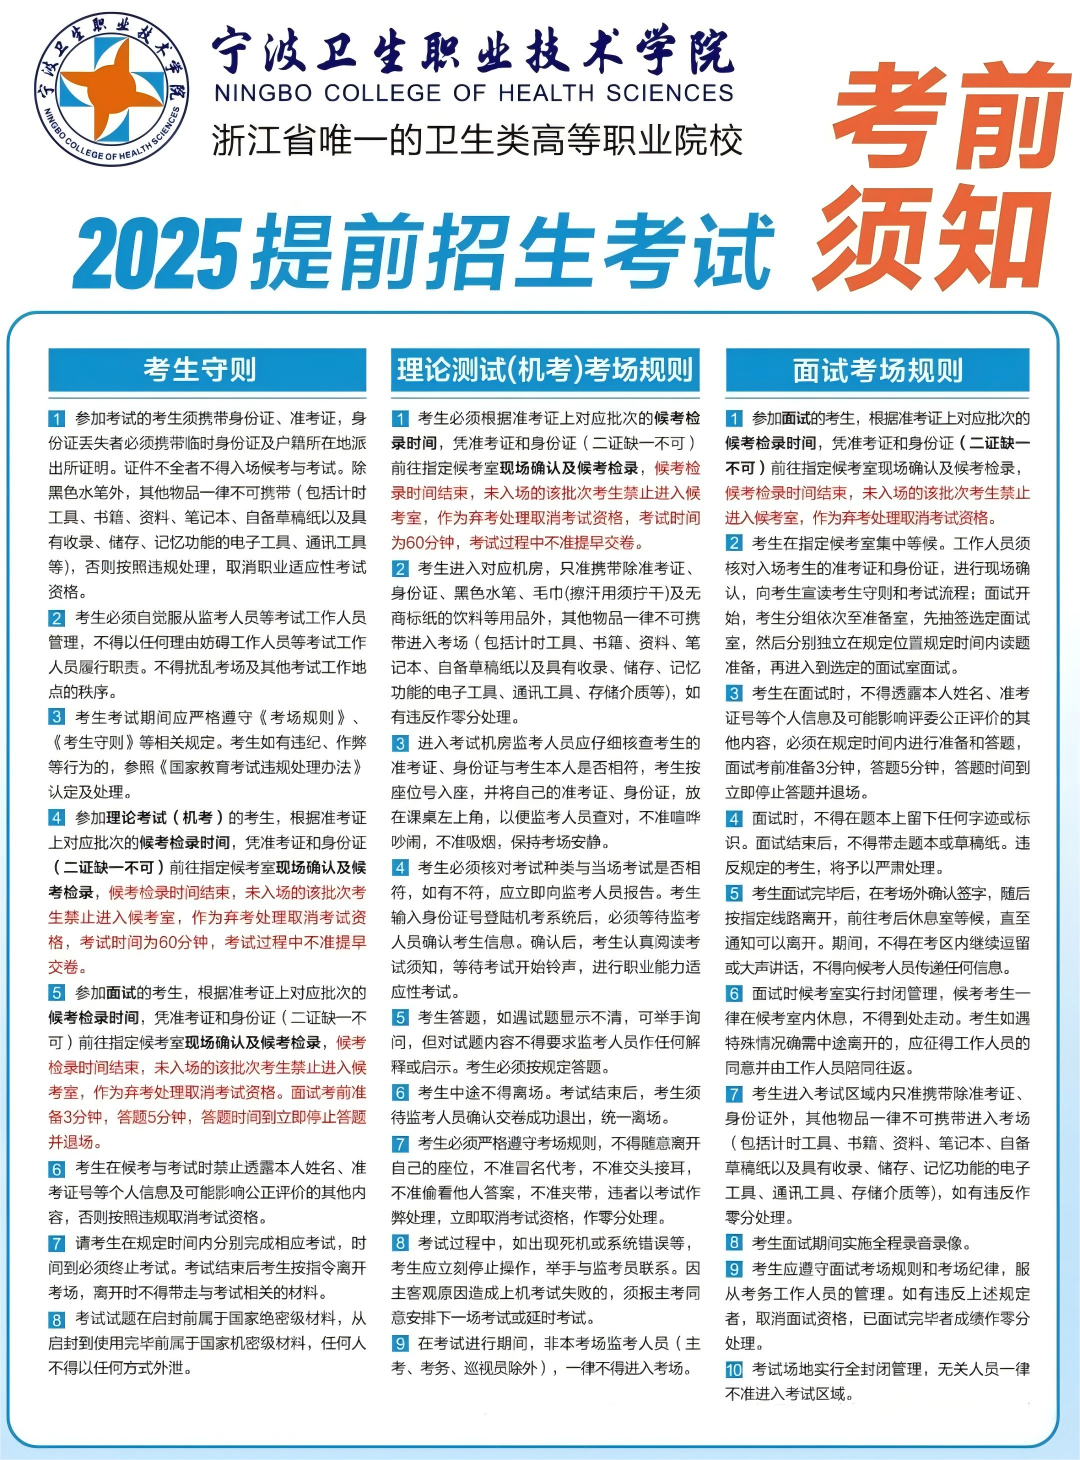 宁波卫生职业技术学院
NINGBO COLLEGE OF HEALTH SCIENCES
宁波卫生职业技术学院
NINGBO COLLEGE OF HEALTH SCIENCES
浙江省唯一的卫生类高等职业院校
考前
须知
2025提前招生考试
考生守则
1 参加考试的考生须携带身份证、准考证，身
份证丢失者必须携带临时身份证及户籍所在地派
出所证明。证件不全者不得入场候考与考试。除
黑色水笔外，其他物品一律不可携带（包括计时
工具、书籍、资料、笔记本、自备草稿纸以及具
有收录、储存、记忆功能的电子工具、通讯工具
等），否则按照违规处理，取消职业适应性考试
资格。
2 考生必须自觉服从监考人员等考试工作人员
管理，不得以任何理由妨碍工作人员等考试工作
人员履行职责。不得扰乱考场及其他考试工作地
点的秩序。
3 考生考试期间应严格遵守《考场规则》、
《考生守则》等相关规定。考生如有违纪、作弊
等行为的，参照《国家教育考试违规处理办法》
认定及处理。
4 参加理论考试（机考）的考生，根据准考证
上对应批次的候考检录时间，凭准考证和身份证
（二证缺一不可）前往指定候考室现场确认及候
考检录，候考检录时间结束，未入场的该批次考
生禁止进入候考室，作为弃考处理取消考试资
格，考试时间为60分钟，考试过程中不准提早
交卷。
5 参加面试的考生，根据准考证上对应批次的
候考检录时间，凭准考证和身份证（二证缺一不
可）前往指定候考室现场确认及候考检录，候考
检录时间结束，未入场的该批次考生禁止进入候
考室，作为弃考处理取消考试资格。面试考前准
备3分钟，答题5分钟，答题时间到立即停止答题
并退场。
6 考生在候考与考试时禁止透露本人姓名、准
考证号等个人信息及可能影响公正评价的其他内
容，否则按照违规取消考试资格。
7 请考生在规定时间内分别完成相应考试，时
间到必须终止考试。考试结束后考生按指令离开
考场，离开时不得带走与考试相关的材料。
8 考试试题在启封前属于国家绝密级材料，从
启封到使用完毕前属于国家机密级材料，任何人
不得以任何方式外泄。
理论测试(机考)考场规则
1 考生必须根据准考证上对应批次的候考检
录时间，凭准考证和身份证（二证缺一不可）
前往指定候考室现场确认及候考检录，候考检
录时间结束，未入场的该批次考生禁止进入候
考室，作为弃考处理取消考试资格，考试时间
为60分钟，考试过程中不准提早交卷。
2 考生进入对应机房，只准携带除准考证、
身份证、黑色水笔、毛巾(擦汗用须拧干)及无
商标纸的饮料等用品外，其他物品一律不可携
带进入考场（包括计时工具、书籍、资料、笔
记本、自备草稿纸以及具有收录、储存、记忆
功能的电子工具、通讯工具、存储介质等），如
有违反作零分处理。
3 进入考试机房监考人员应仔细核查考生的
准考证、身份证与考生本人是否相符，考生按
座位号入座，并将自己的准考证、身份证，放
在课桌左上角，以便监考人员查对，不准喧哗
吵闹，不准吸烟，保持考场安静。
4 考生必须核对考试种类与当场考试是否相
符，如有不符，应立即向监考人员报告。考生
输入身份证号登陆机考系统后，必须等待监考
人员确认考生信息。确认后，考生认真阅读考
试须知，等待考试开始铃声，进行职业能力适
应性考试。
5 考生答题，如遇试题显示不清，可举手询
问，但对试题内容不得要求监考人员作任何解
释或启示。考生必须按规定答题。
6 考生中途不得离场。考试结束后，考生须
待监考人员确认交卷成功退出，统一离场。
7 考生必须严格遵守考场规则，不得随意离开
自己的座位，不准冒名代考，不准交头接耳，
不准偷看他人答案，不准夹带，违者以考试作
弊处理，立即取消考试资格，作零分处理。
8 考试过程中，如出现死机或系统错误等，
考生应立刻停止操作，举手与监考员联系。因
主客观原因造成上机考试失败的，须报主考同
意安排下一场考试或延时考试。
9 在考试进行期间，非本考场监考人员（主
考、考务、巡视员除外），一律不得进入考场。
面试考场规则
1 参加面试的考生，根据准考证上对应批次的
候考检录时间，凭准考证和身份证（二证缺一
不可）前往指定候考室现场确认及候考检录，
候考检录时间结束，未入场的该批次考生禁止
进入候考室，作为弃考处理取消考试资格。
2 考生在指定候考室集中等候。工作人员须
核对入场考生的准考证和身份证，进行现场确
认，向考生宣读考生守则和考试流程；面试开
始，考生分组依次至准备室，先抽签选定面试
室，然后分别独立在规定位置规定时间内读题
准备，再进入到选定的面试室面试。
3 考生在面试时，不得透露本人姓名、准考
证号等个人信息及可能影响评委公正评价的其
他内容，必须在规定时间内进行准备和答题，
面试考前准备3分钟，答题5分钟，答题时间到
立即停止答题并退场。
4 面试时，不得在题本上留下任何字迹或标
识。面试结束后，不得带走题本或草稿纸。违
反规定的考生，将予以严肃处理。
5 考生面试完毕后，在考场外确认签字，随后
按指定线路离开，前往考后休息室等候，直至
通知可以离开。期间，不得在考区内继续逗留
或大声讲话，不得向候考人员传递任何信息。
6 面试时候考室实行封闭管理，候考考生一
律在候考室内休息，不得到处走动。考生如遇
特殊情况确需中途离开的，应征得工作人员的
同意并由工作人员陪同往返。
7 考生进入考试区域内只准携带除准考证、
身份证外，其他物品一律不可携带进入考场
（包括计时工具、书籍、资料、笔记本、自备
草稿纸以及具有收录、储存、记忆功能的电子
工具、通讯工具、存储介质等），如有违反作
零分处理。
8 考生面试期间实施全程录音录像。
9 考生应遵守面试考场规则和考场纪律，服
从考务工作人员的管理。如有违反上述规定
者，取消面试资格，已面试完毕者成绩作零分
处理。
10 考试场地实行全封闭管理，无关人员一律
不准进入考试区域。